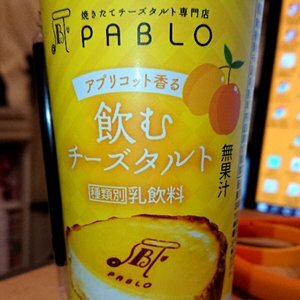 焼きたてチーズタルト専門店
PABLO
アプリコット香る
飲む
チーズタルト
無果汁
種類別 乳飲料
PABLO